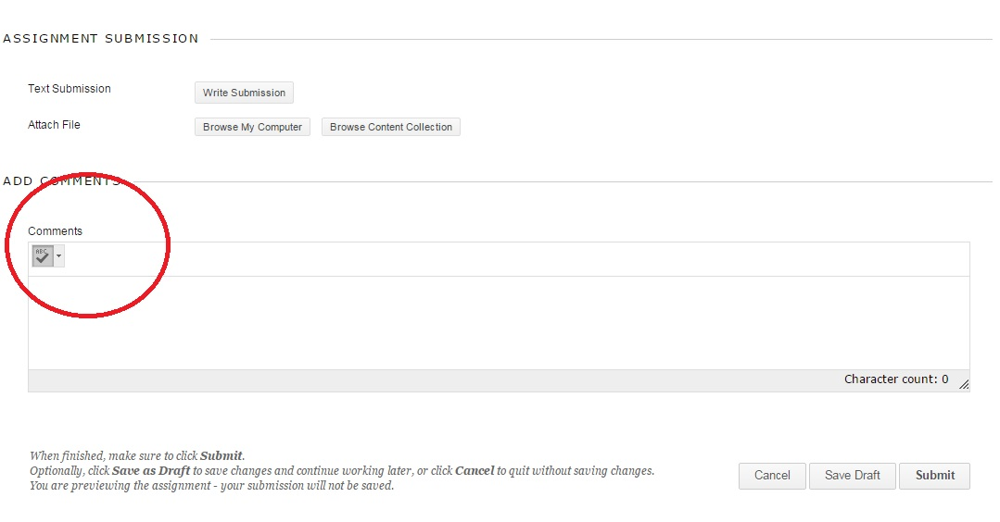 ASSIGNMENT SUBMISSION
Text Submission Write Submission
Attach File Browse My Computer Browse Content Collection
ADD COMMENTS
Comments
ABC
Character count: 0
When finished, make sure to click Submit.
Optionally, click Save as Draft to save changes and continue working later, or click Cancel to quit without saving changes.
You are previewing the assignment - your submission will not be saved.
Cancel Save Draft Submit